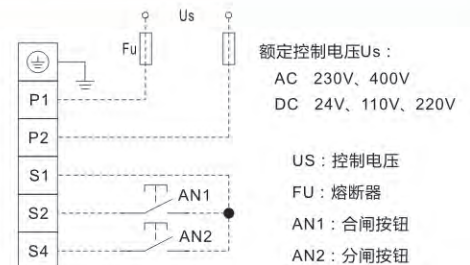 Us
Fu
额定控制电压Us：
AC 230V、400V
DC 24V、110V、220V
P1
P2
S1
US：控制电压
FU：熔断器
AN1
S2
AN1：合闸按钮
AN2
S4
AN2：分闸按钮